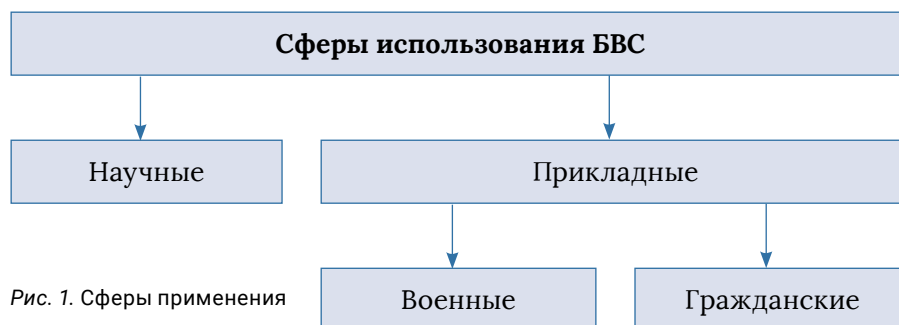 Сферы использования БВС
Научные
Прикладные
Рис. 1. Сферы применения
Военные
Гражданские